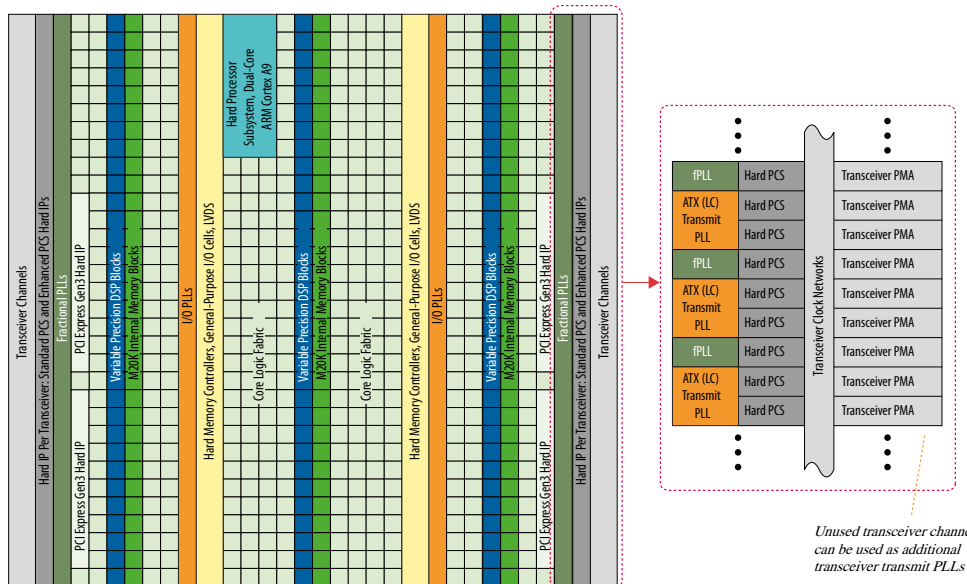 Transceiver Channels
Hard IP Per Transceiver: Standard PCS and Enhanced PCS Hard IPs
Fractional PLLs
PCI Express Gen3 Hard IP
PCI Express Gen3 Hard IP
Variable Precision DSP Blocks
M20K Internal Memory Blocks
I/O PLLs
Hard Memory Controllers, General-Purpose I/O Cells, LVDS
Hard Processor
Subsystem, Dual-Core
ARM Cortex A9
Core Logic Fabric
Variable Precision DSP Blocks
M20K Internal Memory Blocks
Core Logic Fabric
Hard Memory Controllers, General-Purpose I/O Cells, LVDS
I/O PLLs
Variable Precision DSP Blocks
M20K Internal Memory Blocks
PCI Express Gen3 Hard IP
PCI Express Gen3 Hard IP
Fractional PLLs
Hard IP Per Transceiver: Standard PCS and Enhanced PCS Hard IPs
Transceiver Channels
fPLL
ATX (LC)
Transmit
PLL
fPLL
ATX (LC)
Transmit
PLL
fPLL
ATX (LC)
Transmit
PLL
Hard PCS
Hard PCS
Hard PCS
Hard PCS
Hard PCS
Hard PCS
Hard PCS
Hard PCS
Hard PCS
Transceiver Clock Networks
Transceiver PMA
Transceiver PMA
Transceiver PMA
Transceiver PMA
Transceiver PMA
Transceiver PMA
Transceiver PMA
Transceiver PMA
Transceiver PMA
Unused transceiver
can be used as additional
transceiver transmit PLLs